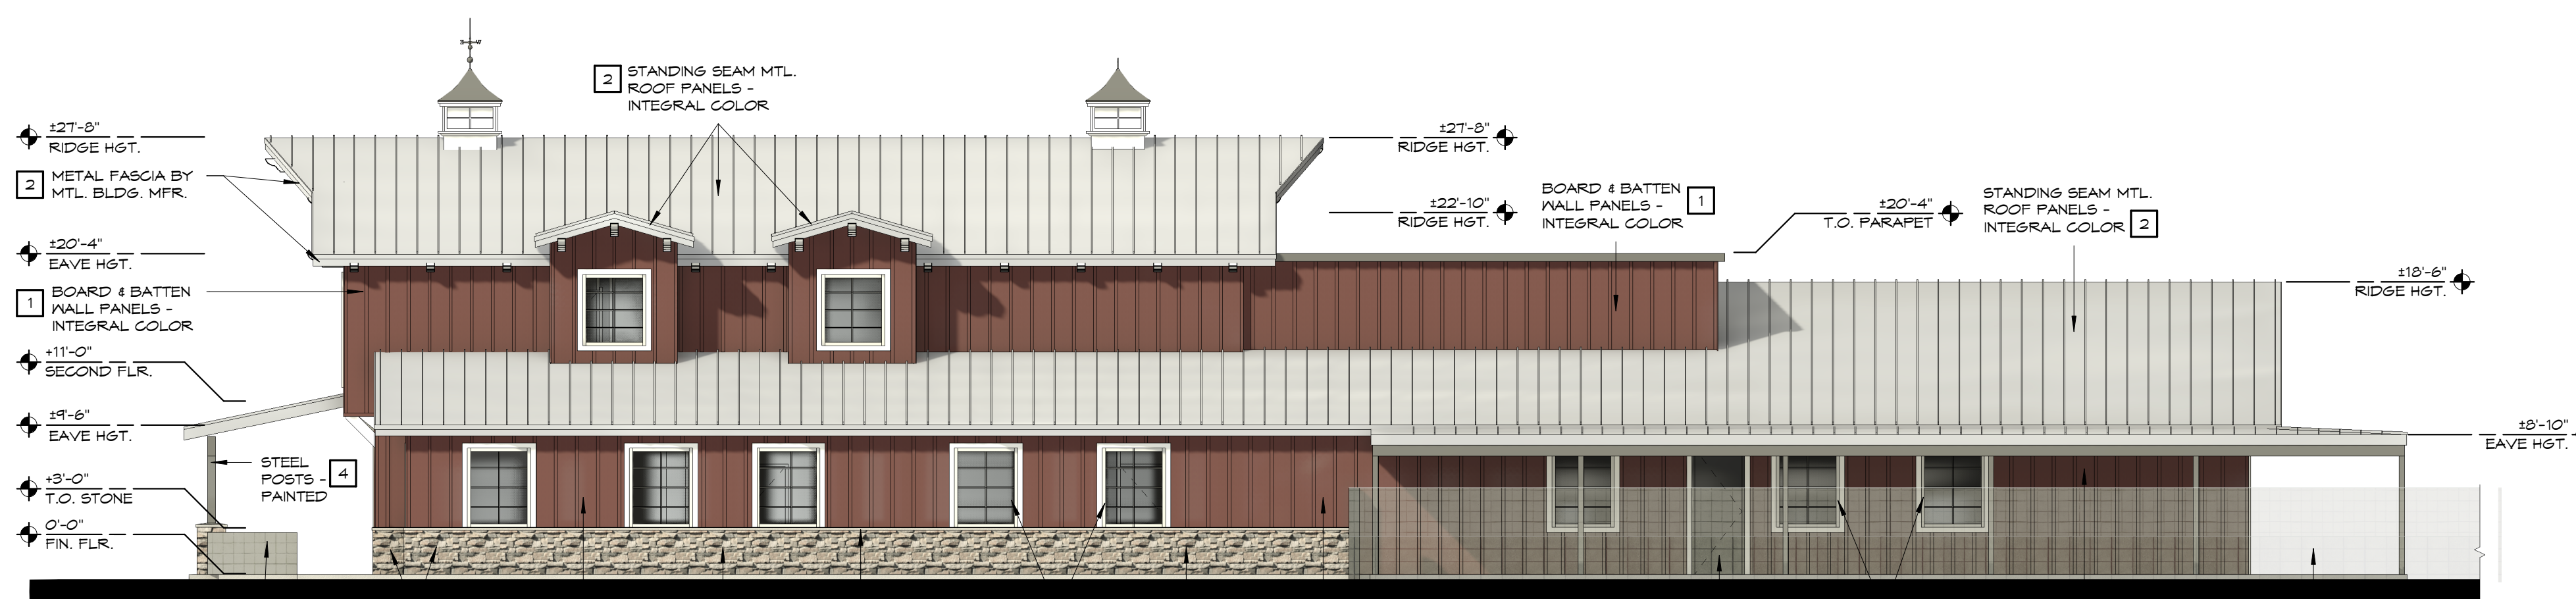 2 STANDING SEAM MTL.
ROOF PANELS -
INTEGRAL COLOR
±27'-8"
RIDGE HGT.
2 METAL FASCIA BY
MTL. BLDG. MFR.
±20'-4"
EAVE HGT.
1 BOARD & BATTEN
WALL PANELS -
INTEGRAL COLOR
+11'-0"
SECOND FLR.
±9'-6"
EAVE HGT.
STEEL
POSTS - 4
PAINTED
+3'-0"
T.O. STONE
0'-0"
FIN. FLR.
±27'-8"
RIDGE HGT.
±22'-10"
RIDGE HGT.
BOARD & BATTEN
WALL PANELS - 1
INTEGRAL COLOR
±20'-4"
T.O. PARAPET
STANDING SEAM MTL.
ROOF PANELS -
INTEGRAL COLOR 2
±18'-6"
RIDGE HGT.
±8'-10"
EAVE HGT.